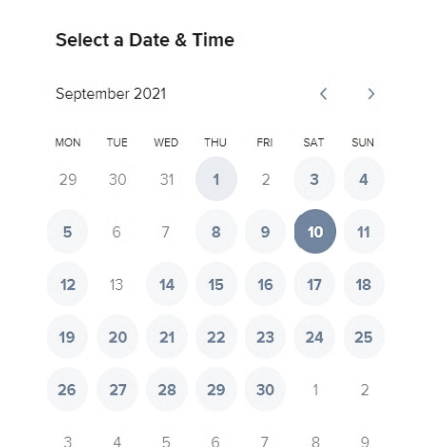 Select a Date & Time
September 2021
MON TUE WED THU FRI SAT SUN
29 30 31 1 2 3 4
5 6 7 8 9 10 11
12 13 14 15 16 17 18
19 20 21 22 23 24 25
26 27 28 29 30 1 2
3 4 5 6 7 8 9